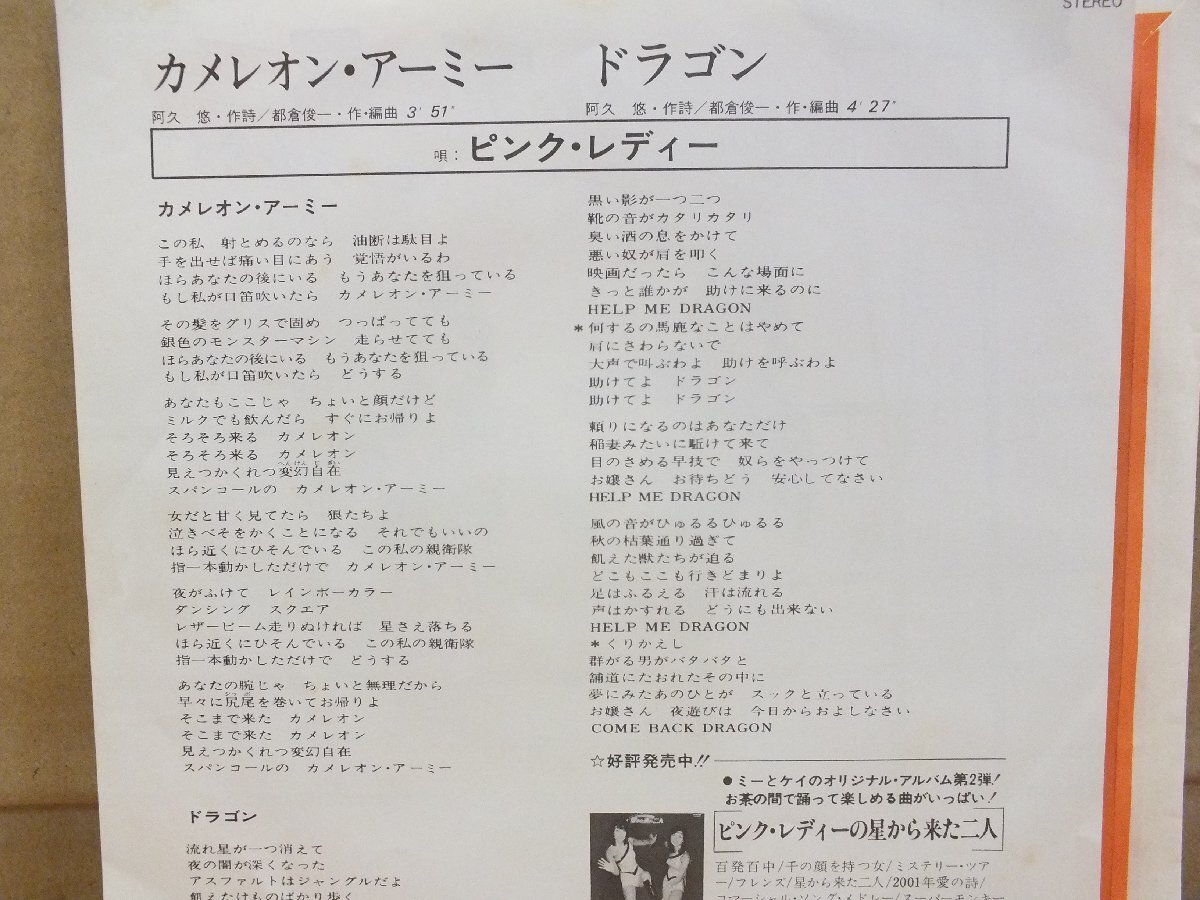 STEREO
カメレオン・アーミー　ドラゴン
阿久　悠・作詩／都倉俊一・作・編曲 3′51″　阿久　悠・作詩／都倉俊一・作・編曲 4′27″
唄：ピンク・レディー
カメレオン・アーミー
この私　射とめるのなら　油断は駄目よ
手を出せば痛い目にあう　覚悟がいるわ
ほらあなたの後にいる　もうあなたを狙っている
もし私が口笛吹いたら　カメレオン・アーミー
その髪をグリスで固め　つっぱってても
銀色のモンスターマシン　走らせてても
ほらあなたの後にいる　もうあなたを狙っている
もし私が口笛吹いたら　どうする
あなたもここじゃ　ちょいと顔だけど
ミルクでも飲んだら　すぐにお帰りよ
そろそろ来る　カメレオン
そろそろ来る　カメレオン
見えつかくれつ変幻自在
スパンコールの　カメレオン・アーミー
女だと甘く見てたら　狼たちよ
泣きべそをかくことになる　それでもいいの
ほら近くにひそんでいる　この私の親衛隊
指一本動かしただけで　カメレオン・アーミー
夜がふけて　レインボーカラー
ダンシング　スクエア
レザービーム走りぬければ　星さえ落ちる
ほら近くにひそんでいる　この私の親衛隊
指一本動かしただけで　どうする
あなたの腕じゃ　ちょいと無理だから
早々に尻尾を巻いてお帰りよ
そこまで来た　カメレオン
そこまで来た　カメレオン
見えつかくれつ変幻自在
スパンコールの　カメレオン・アーミー
ドラゴン
流れ星が一つ消えて
夜の闇が深くなった
アスファルトはジャングルだよ
飢えたけものばかり歩く
黒い影が一つ二つ
靴の音がカタリカタリ
臭い酒の息をかけて
悪い奴が肩を叩く
映画だったら　こんな場面に
きっと誰かが　助けに来るのに
HELP ME DRAGON
＊何するの馬鹿なことはやめて
肩にさわらないで
大声で叫ぶわよ　助けを呼ぶわよ
助けてよ　ドラゴン
助けてよ　ドラゴン
頼りになるのはあなただけ
稲妻みたいに駈けて来て
目のさめる早技で　奴らをやっつけて
お嬢さん　お待ちどう　安心してなさい
HELP ME DRAGON
風の音がひゅるるひゅるる
秋の枯葉通り過ぎて
飢えた獣たちが迫る
どこもここも行きどまりよ
足はふるえる　汗は流れる
声はかすれる　どうにも出来ない
HELP ME DRAGON
＊くりかえし
群がる男がバタバタと
舗道にたおれたその中に
夢にみたあのひとが　スックと立っている
お嬢さん　夜遊びは　今日からおよしなさい
COME BACK DRAGON
☆好評発売中!!
●ミーとケイのオリジナル・アルバム第2弾!
お茶の間で踊って楽しめる曲がいっぱい!
ピンク・レディーの星から来た二人
百発百中/千の顔を持つ女/ミステリー・ツア
ー/フレンズ/星から来た二人/2001年愛の詩/
コマーシャル・ソング・メドレー/スーパーモンキー